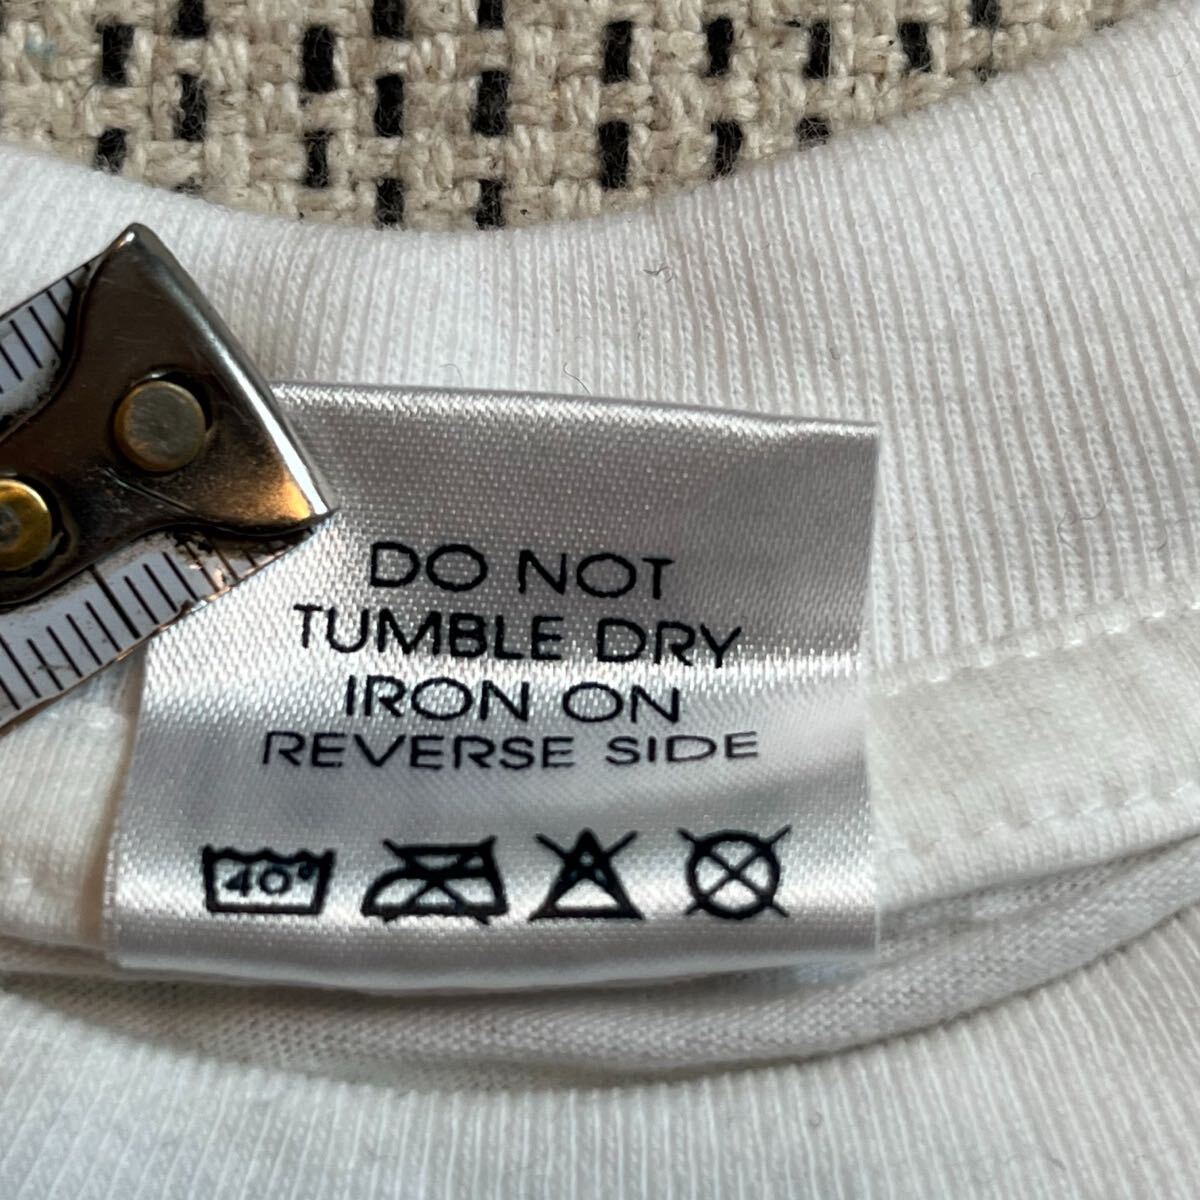 DO NOT
TUMBLE DRY
IRON ON
REVERSE SIDE
40°